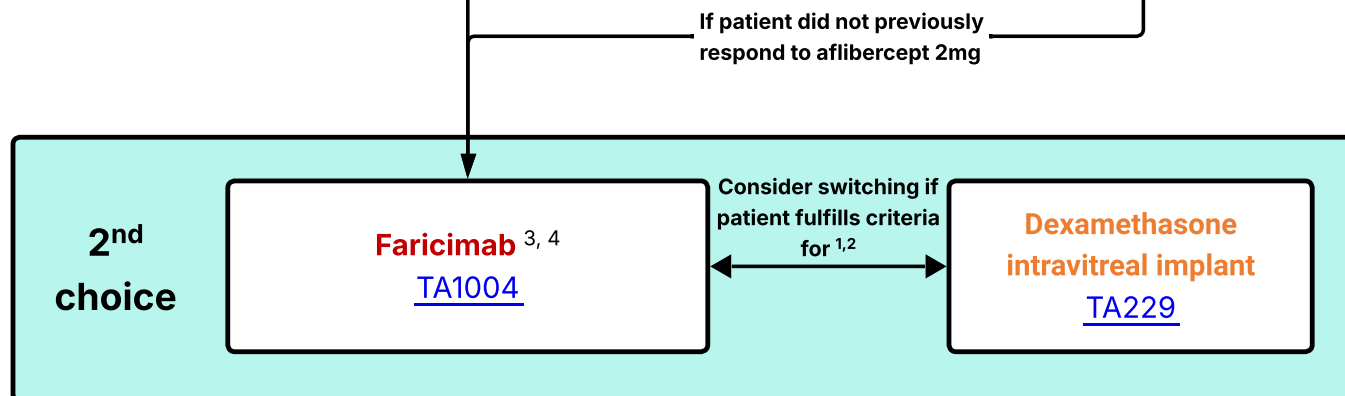 If patient did not previously
respond to aflibercept 2mg
2nd
choice
Faricimab 3, 4
TA1004
Consider switching if
patient fulfills criteria
for 1,2
Dexamethasone
intravitreal implant
TA229